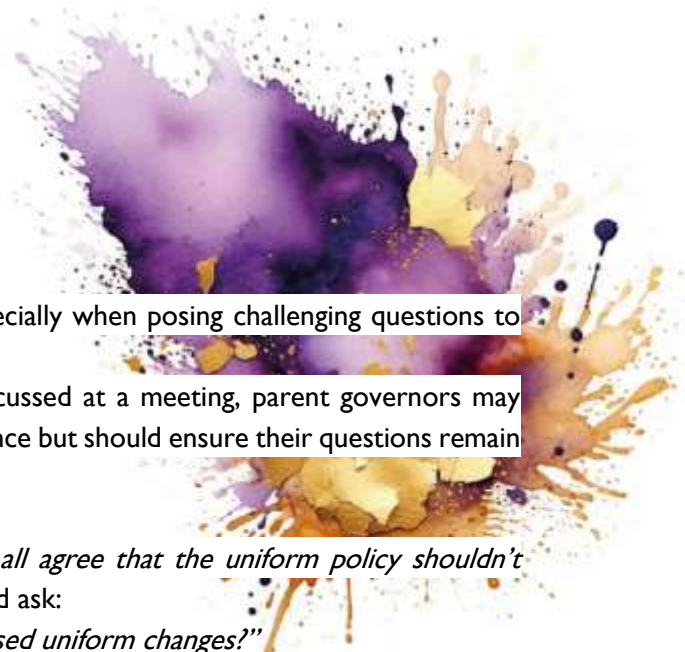 ecially when posing challenging questions to
cussed at a meeting, parent governors may
nce but should ensure their questions remain
all agree that the uniform policy shouldn't
d ask:
sed uniform changes?”